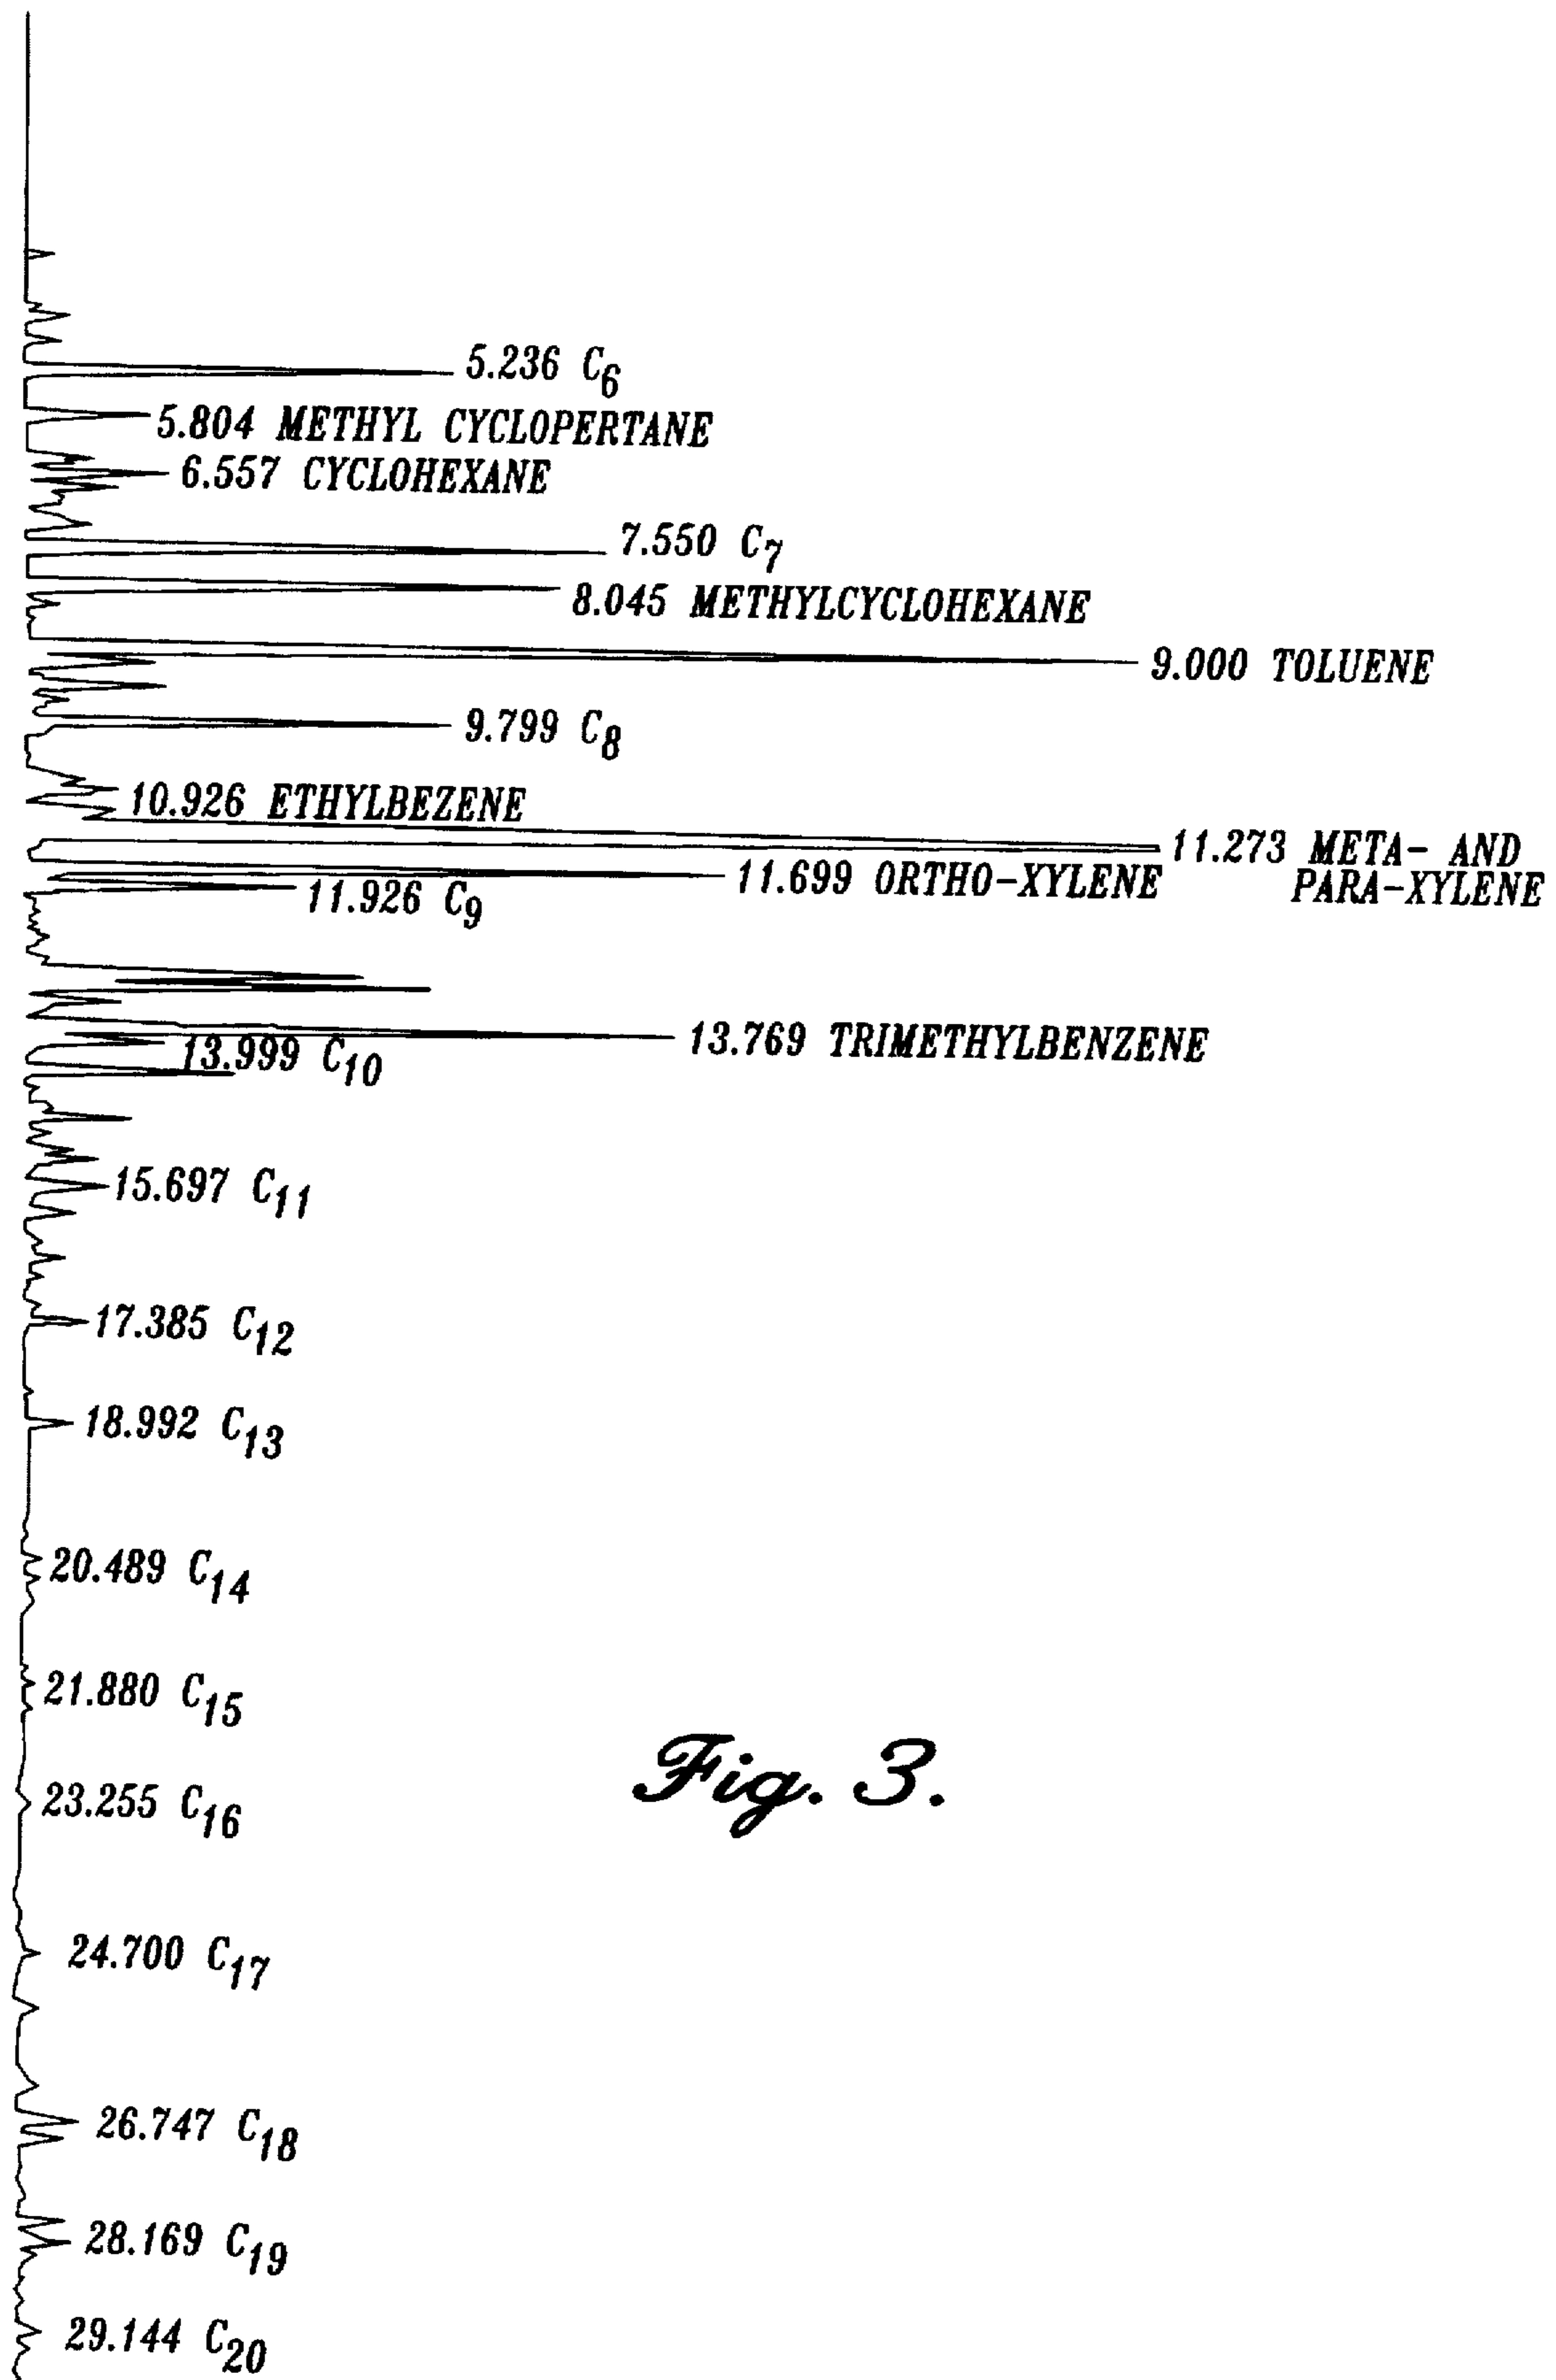 5.236 C6
5.804 METHYL CYCLOPERTANE
6.557 CYCLOHEXANE
7.550 C7
8.045 METHYLCYCLOHEXANE
9.000 TOLUENE
9.799 C8
10.926 ETHYLBEZENE
11.273 META- AND
PARA-XYLENE
11.699 ORTHO-XYLENE
11.926 C9
13.769 TRIMETHYLBENZENE
13.999 C10
15.697 C11
17.385 C12
18.992 C13
20.489 C14
21.880 C15
23.255 C16
Fig. 3.
24.700 C17
26.747 C18
28.169 C19
29.144 C20